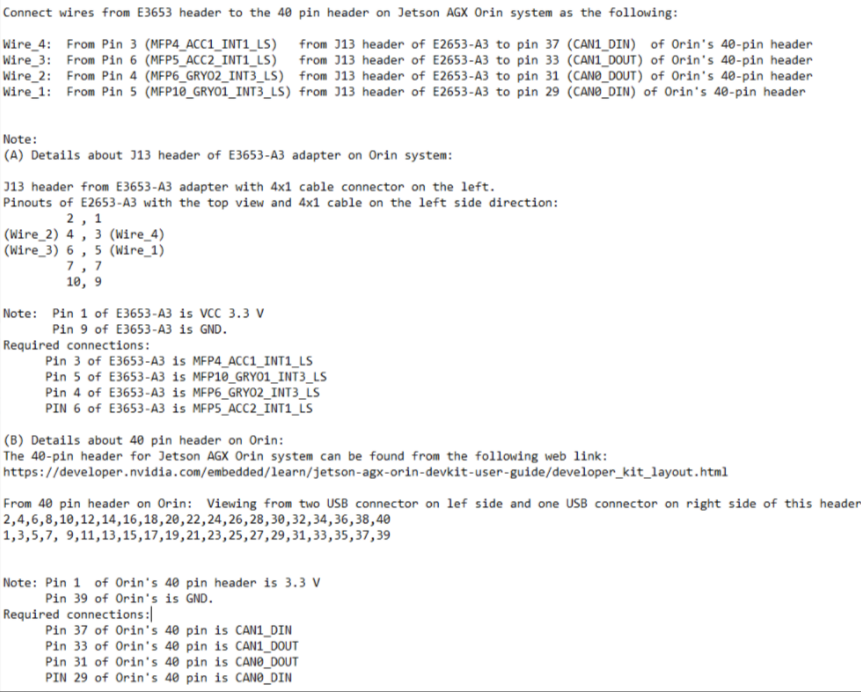 Connect wires from E3653 header to the 40 pin header on Jetson AGX Orin system as the following:
Wire_4: From Pin 3 (MFP4_ACC1_INT1_LS) from J13 header of E2653-A3 to pin 37 (CAN1_DIN) of Orin's 40-pin header
Wire_3: From Pin 6 (MFP5_ACC2_INT1_LS) from J13 header of E2653-A3 to pin 33 (CAN1_DOUT) of Orin's 40-pin header
Wire_2: From Pin 4 (MFP6_GRYO2_INT3_LS) from J13 header of E2653-A3 to pin 31 (CAN0_DOUT) of Orin's 40-pin header
Wire_1: From Pin 5 (MFP10_GRYO1_INT3_LS) from J13 header of E2653-A3 to pin 29 (CAN0_DIN) of Orin's 40-pin header
Note:
(A) Details about J13 header of E3653-A3 adapter on Orin system:
J13 header from E3653-A3 adapter with 4x1 cable connector on the left.
Pinouts of E2653-A3 with the top view and 4x1 cable on the left side direction:
2 , 1
(Wire_2) 4 , 3 (Wire_4)
(Wire_3) 6 , 5 (Wire_1)
7 , 7
10, 9
Note: Pin 1 of E3653-A3 is VCC 3.3 V
Pin 9 of E3653-A3 is GND.
Required connections:
Pin 3 of E3653-A3 is MFP4_ACC1_INT1_LS
Pin 5 of E3653-A3 is MFP10_GRYO1_INT3_LS
Pin 4 of E3653-A3 is MFP6_GRYO2_INT3_LS
PIN 6 of E3653-A3 is MFP5_ACC2_INT1_LS
(B) Details about 40 pin header on Orin:
The 40-pin header for Jetson AGX Orin system can be found from the following web link:
https://developer.nvidia.com/embedded/learn/jetson-agx-orin-devkit-user-guide/developer_kit_layout.html
From 40 pin header on Orin: Viewing from two USB connector on lef side and one USB connector on right side of this header
2,4,6,8,10,12,14,16,18,20,22,24,26,28,30,32,34,36,38,40
1,3,5,7, 9,11,13,15,17,19,21,23,25,27,29,31,33,35,37,39
Note: Pin 1 of Orin's 40 pin header is 3.3 V
Pin 39 of Orin's is GND.
Required connections:
Pin 37 of Orin's 40 pin is CAN1_DIN
Pin 33 of Orin's 40 pin is CAN1_DOUT
Pin 31 of Orin's 40 pin is CAN0_DOUT
PIN 29 of Orin's 40 pin is CAN0_DIN